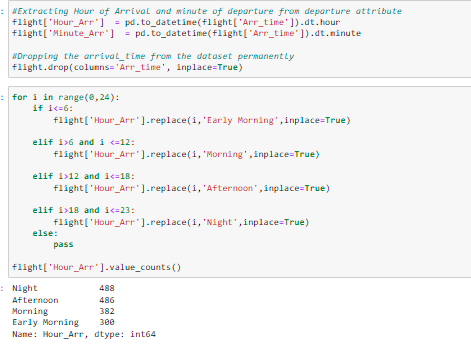 #Extracting Hour of Arrival and minute of departure from departure attribute
flight['Hour_Arr'] = pd.to_datetime(flight['Arr_time']).dt.hour
flight['Minute_Arr'] = pd.to_datetime(flight['Arr_time']).dt.minute
#Dropping the arrival_time from the dataset permanently
flight.drop(columns='Arr_time', inplace=True)
for i in range(0,24):
if i<=6:
flight['Hour_Arr'].replace(i,'Early Morning',inplace=True)
elif i>6 and i <=12:
flight['Hour_Arr'].replace(i,'Morning',inplace=True)
elif i>12 and i<=18:
flight['Hour_Arr'].replace(i,'Afternoon',inplace=True)
elif i>18 and i<=23:
flight['Hour_Arr'].replace(i,'Night',inplace=True)
else:
pass
flight['Hour_Arr'].value_counts()
Night 488
Afternoon 486
Morning 382
Early Morning 300
Name: Hour_Arr, dtype: int64